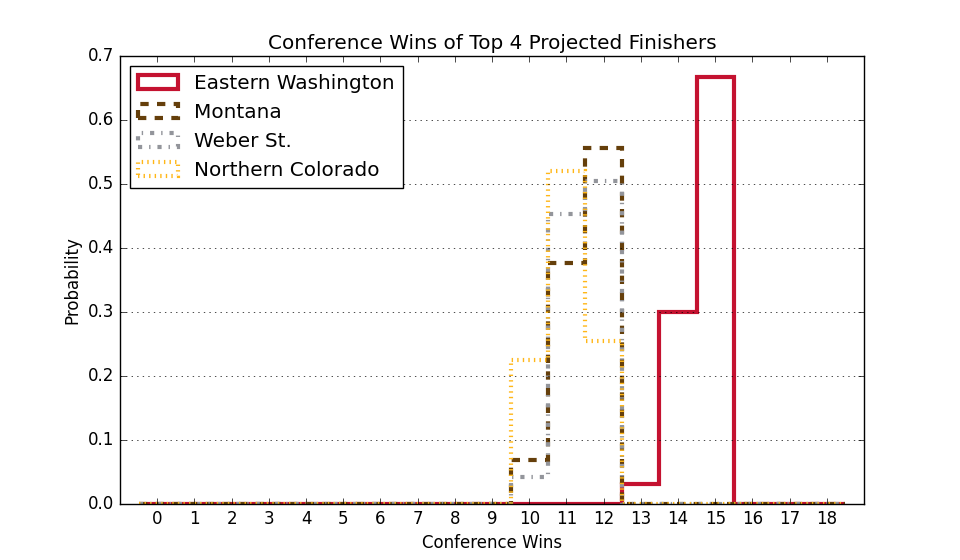 Conference Wins of Top 4 Projected Finishers
0.7
0.6
0.5
0.4
0.3
0.2
0.1
0.0
Probability
Eastern Washington
Montana
Weber St.
Northern Colorado
0 1 2 3 4 5 6 7 8 9 10 11 12 13 14 15 16 17 18
Conference Wins